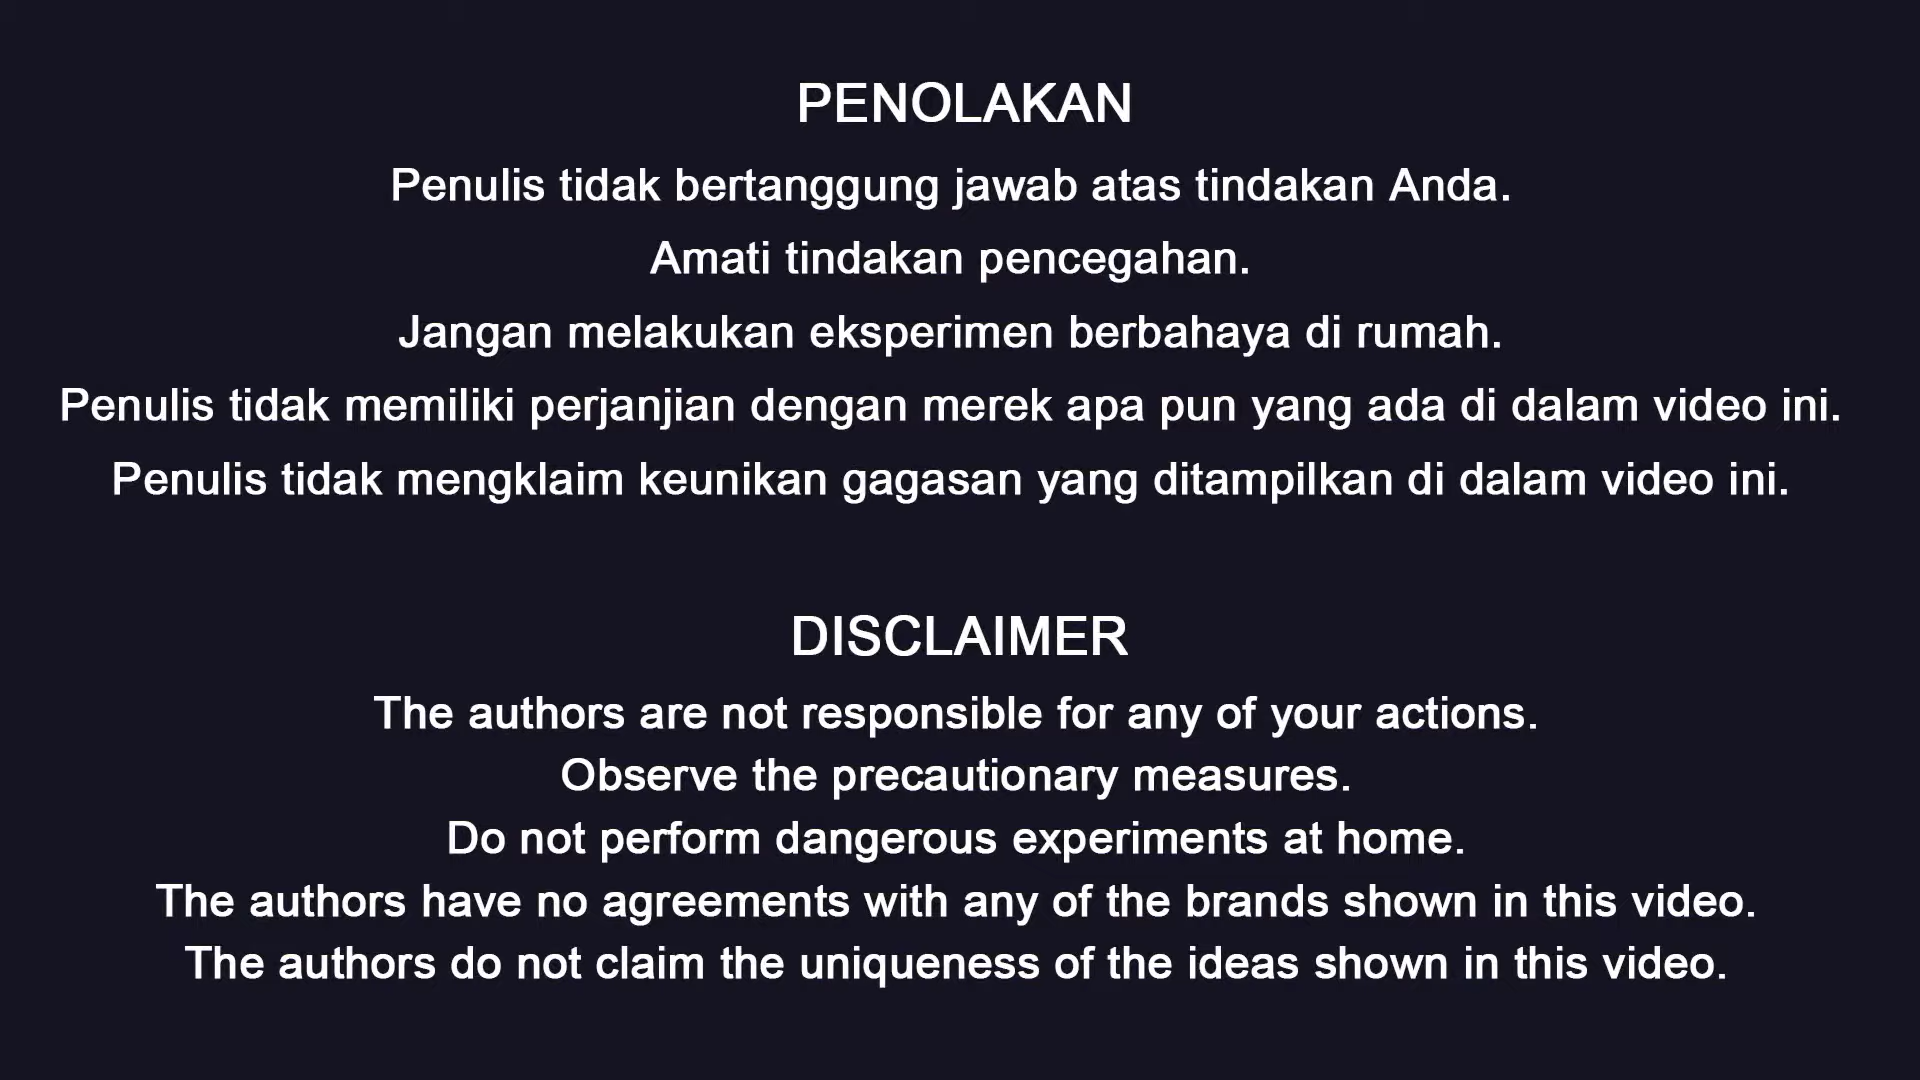 PENOLAKAN
Penulis tidak bertanggung jawab atas tindakan Anda.
Amati tindakan pencegahan.
Jangan melakukan eksperimen berbahaya di rumah.
Penulis tidak memiliki perjanjian dengan merek apa pun yang ada di dalam video ini.
Penulis tidak mengklaim keunikan gagasan yang ditampilkan di dalam video ini.
DISCLAIMER
The authors are not responsible for any of your actions.
Observe the precautionary measures.
Do not perform dangerous experiments at home.
The authors have no agreements with any of the brands shown in this video.
The authors do not claim the uniqueness of the ideas shown in this video.